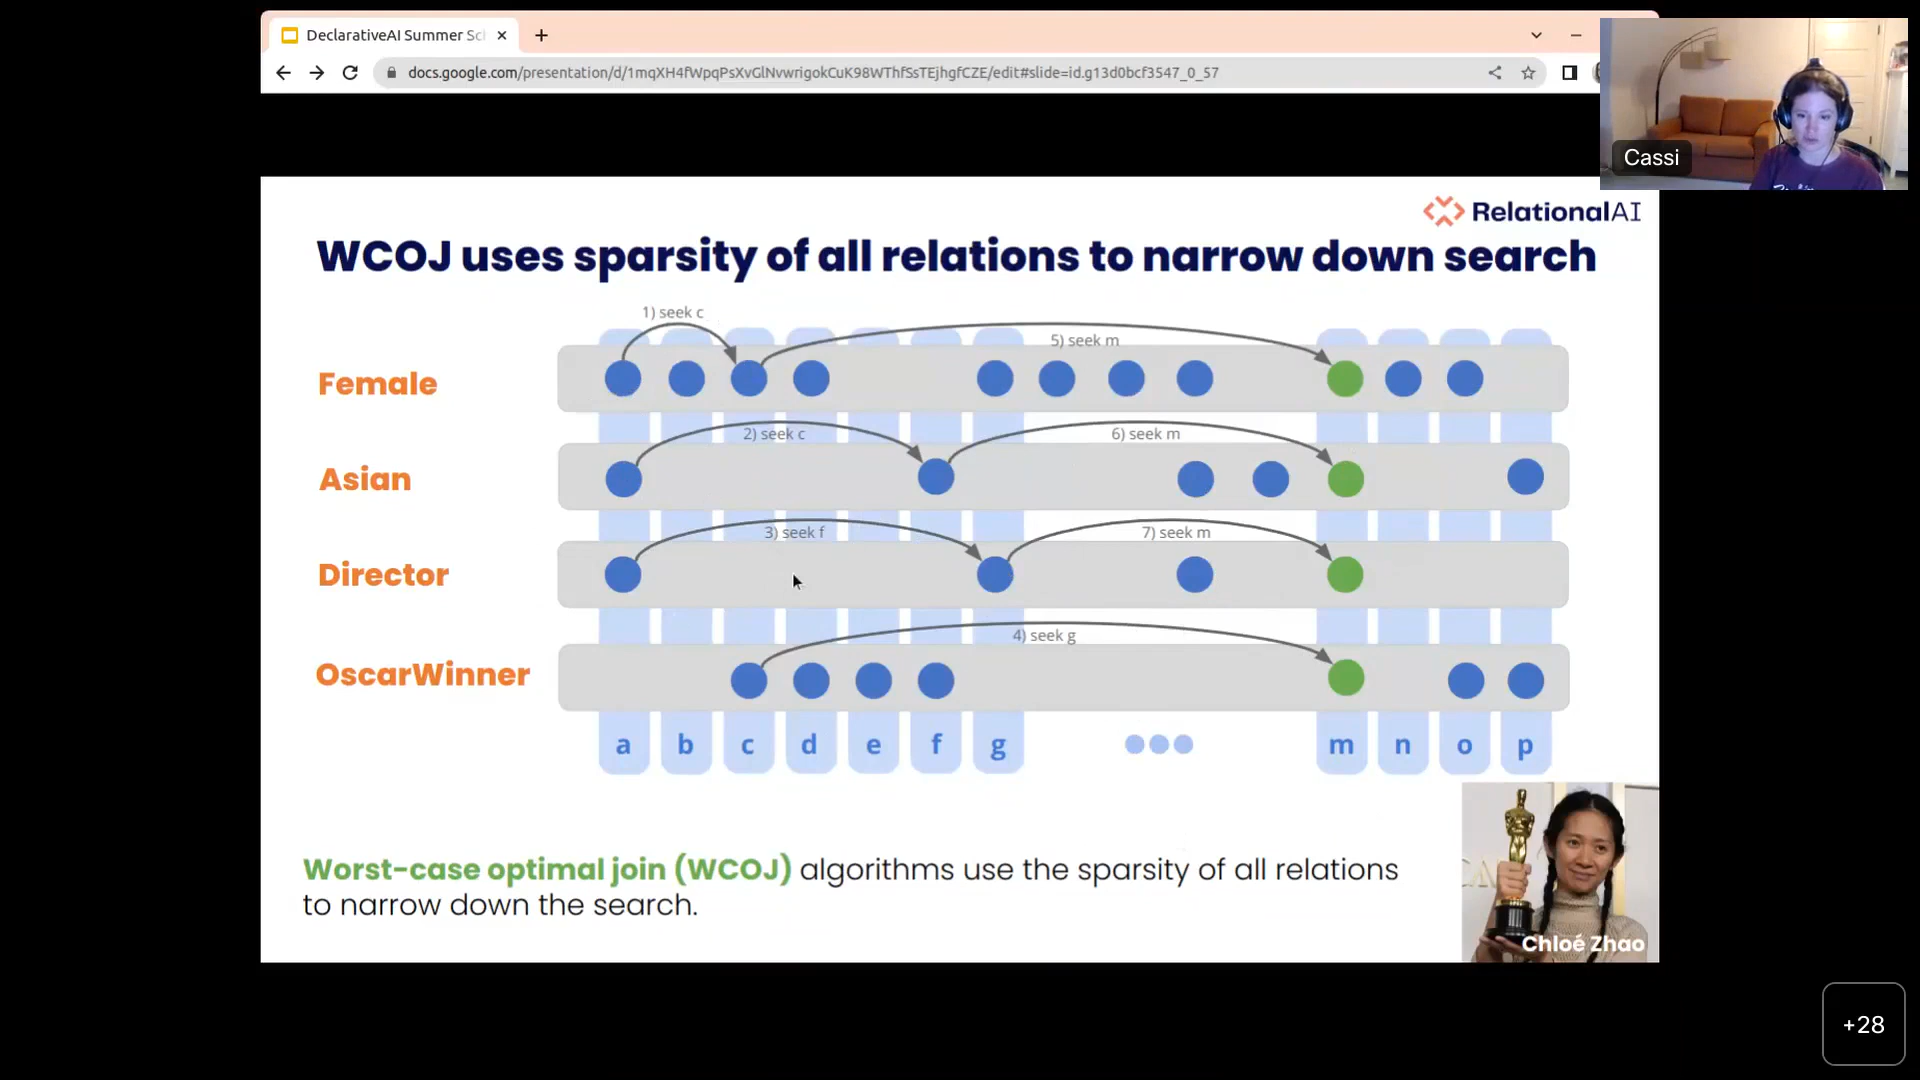 DeclarativeAI Summer Sc
docs.google.com/presentation/d/1mqXH4fWpqPsXvGlNvwrigokCuK98WThfSsTEjhgfCZE/edit#slide=id.g13d0bcf3547_0_57
Cassi
RelationalAI
WCOJ uses sparsity of all relations to narrow down search
1) seek c
5) seek m
Female
2) seek c
6) seek m
Asian
3) seek f
7) seek m
Director
4) seek g
OscarWinner
a b c d e f g m n o p
Worst-case optimal join (WCOJ) algorithms use the sparsity of all relations
to narrow down the search.
Chloé Zhao
+28